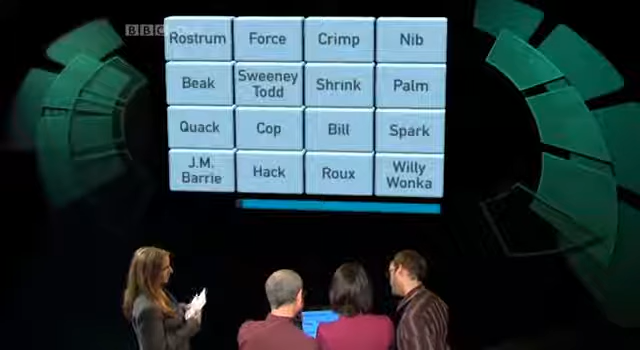 BBC
Rostrum Force Crimp Nib
Beak Sweeney Todd Shrink Palm
Quack Cop Bill Spark
J.M. Barrie Hack Roux Willy Wonka